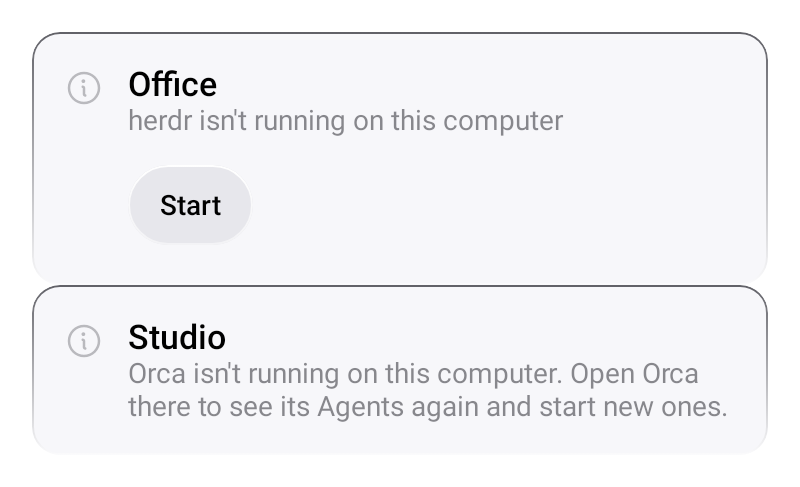 Office
herdr isn't running on this computer
Start
Studio
Orca isn't running on this computer. Open Orca
there to see its Agents again and start new ones.